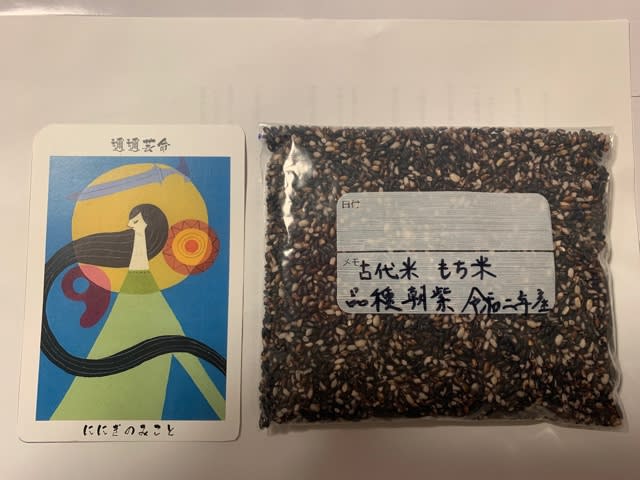 邇邇芸命
ににぎのみこと
日付
メモ
古代米 もち米
品種朝紫 令和二年産